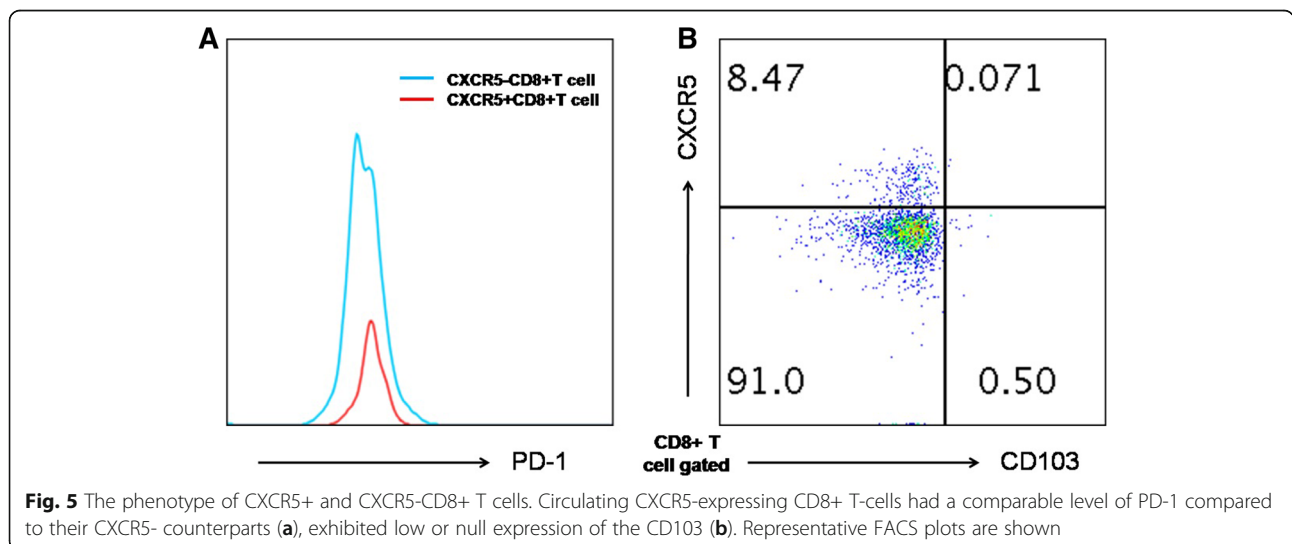 A
CXCR5-CD8+T cell
CXCR5+CD8+T cell
PD-1
B
8.47
0.071
91.0
0.50
CXCR5
CD8+ T
cell gated
CD103
Fig. 5 The phenotype of CXCR5+ and CXCR5-CD8+ T cells. Circulating CXCR5-expressing CD8+ T-cells had a comparable level of PD-1 compared
to their CXCR5- counterparts (a), exhibited low or null expression of the CD103 (b). Representative FACS plots are shown